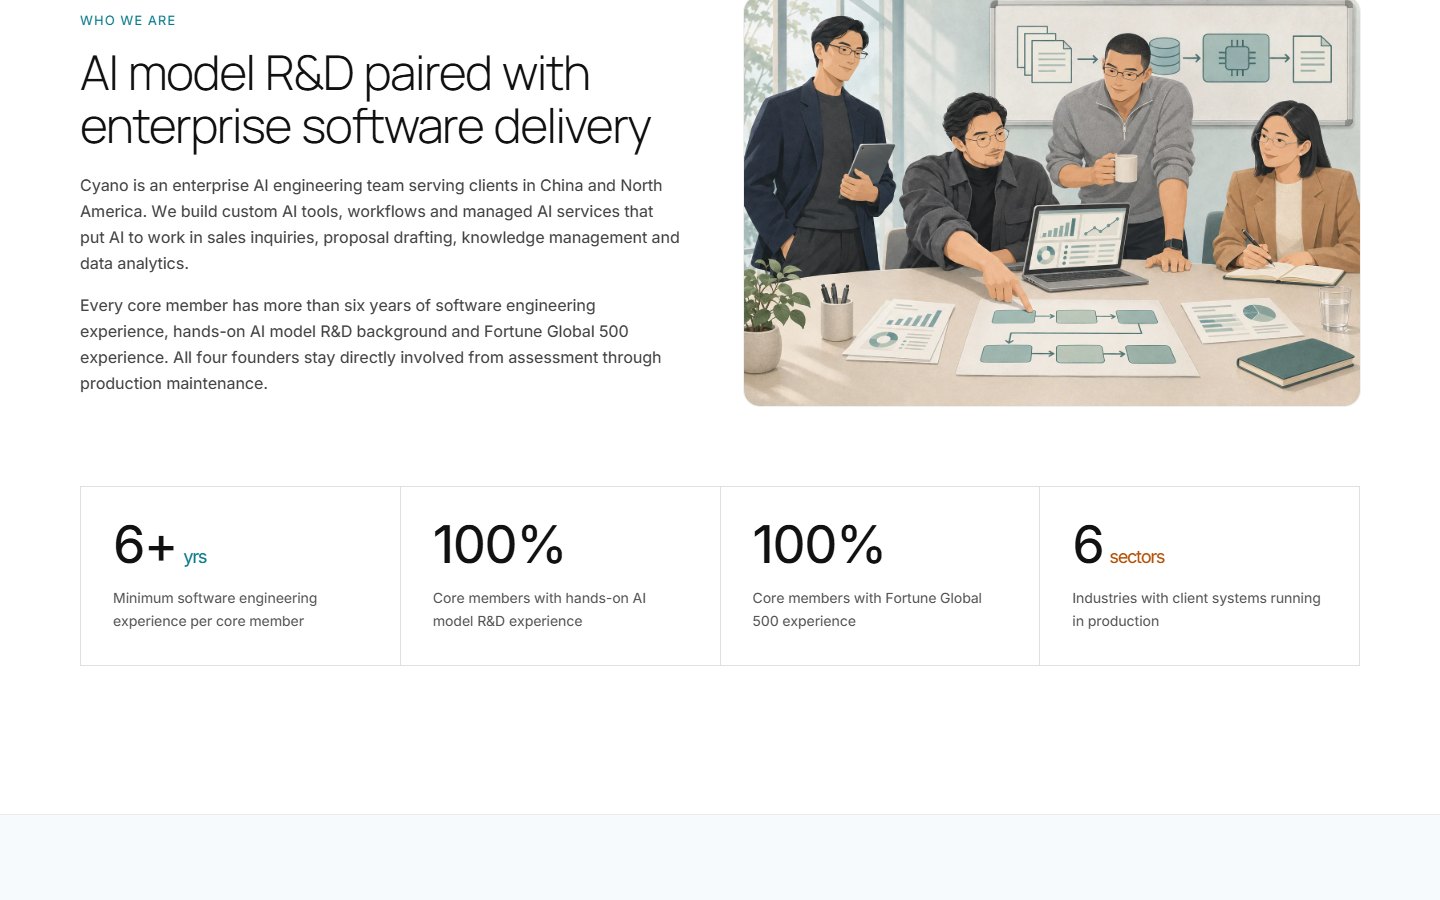 WHO WE ARE
AI model R&D paired with
enterprise software delivery
Cyano is an enterprise AI engineering team serving clients in China and North
America. We build custom AI tools, workflows and managed AI services that
put AI to work in sales inquiries, proposal drafting, knowledge management and
data analytics.
Every core member has more than six years of software engineering
experience, hands-on AI model R&D background and Fortune Global 500
experience. All four founders stay directly involved from assessment through
production maintenance.
6+ yrs
Minimum software engineering
experience per core member
100%
Core members with hands-on AI
model R&D experience
100%
Core members with Fortune Global
500 experience
6 sectors
Industries with client systems running
in production